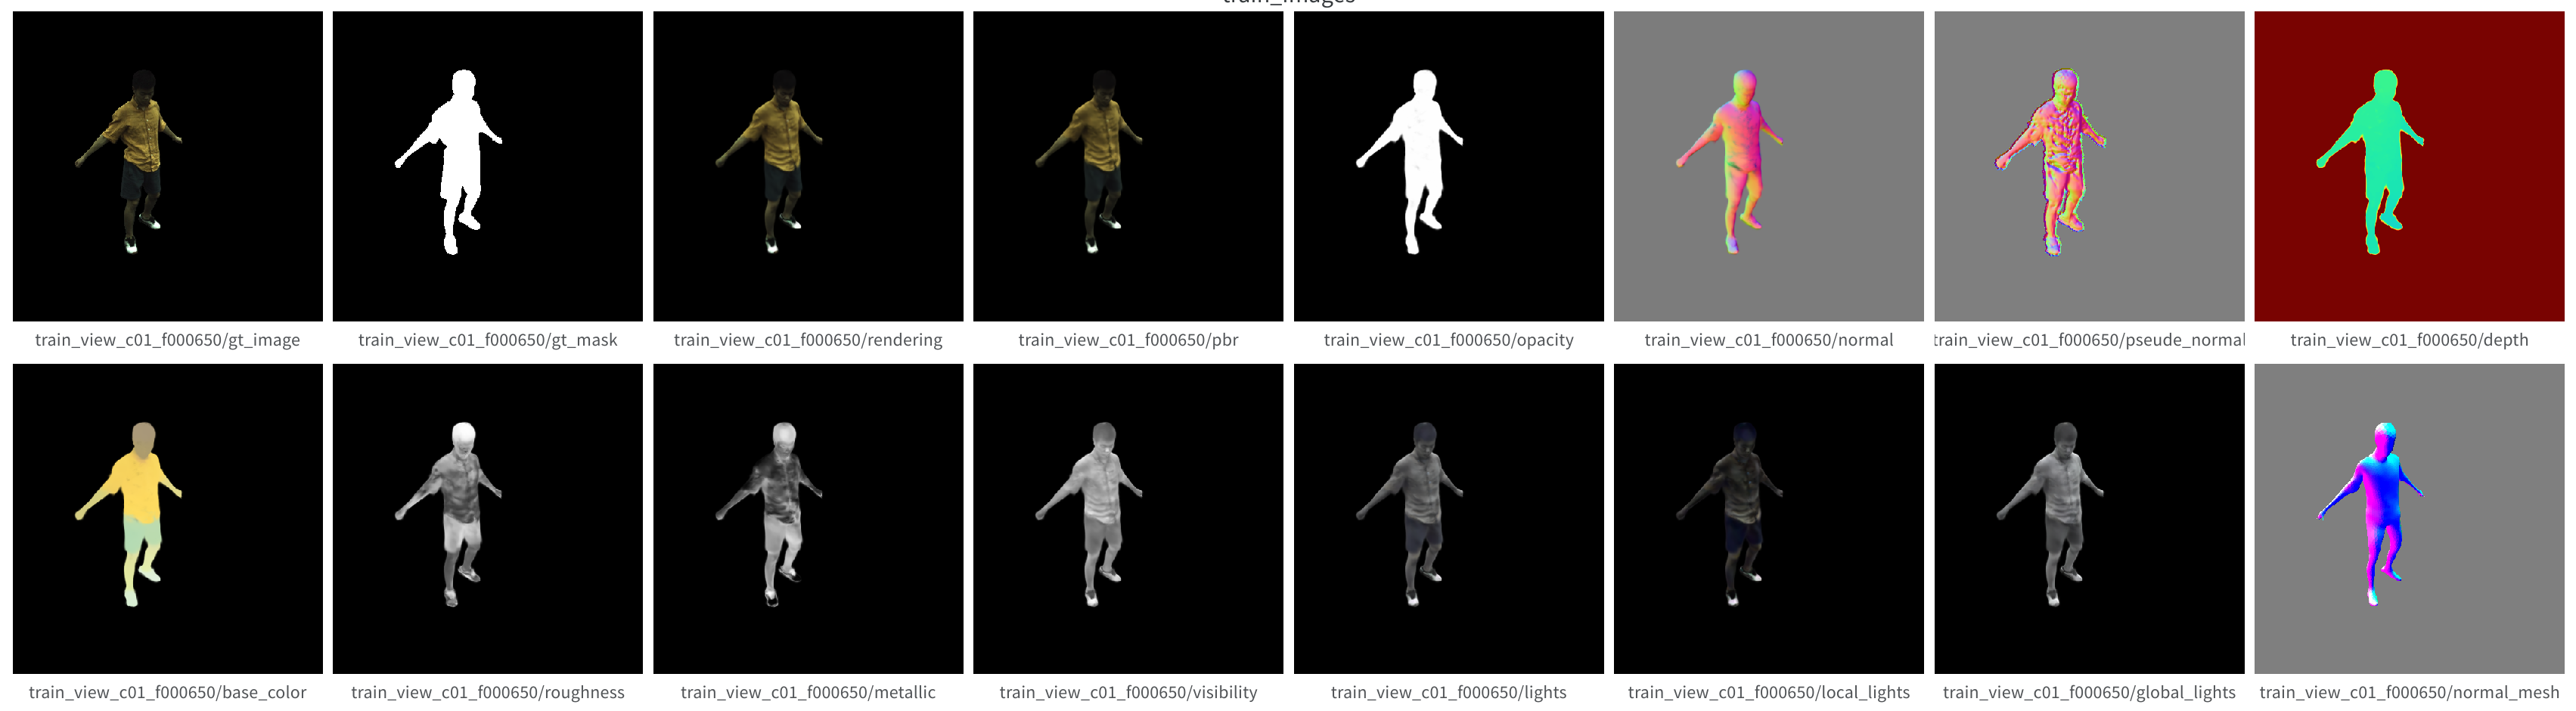 train_images
train_view_c01_f000650/gt_image
train_view_c01_f000650/gt_mask
train_view_c01_f000650/rendering
train_view_c01_f000650/pbr
train_view_c01_f000650/opacity
train_view_c01_f000650/normal
train_view_c01_f000650/pseude_normal
train_view_c01_f000650/depth
train_view_c01_f000650/base_color
train_view_c01_f000650/roughness
train_view_c01_f000650/metallic
train_view_c01_f000650/visibility
train_view_c01_f000650/lights
train_view_c01_f000650/local_lights
train_view_c01_f000650/global_lights
train_view_c01_f000650/normal_mesh